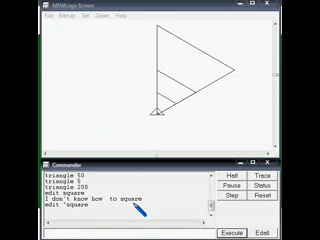 MSWLogo Screen
File Bitmap Set Zoom Help
Commander
triangle 50
triangle 5
triangle 200
edit square
I don't know how  to square
edit "square
Halt Trace
Pause Status
Step Reset
Execute Edall